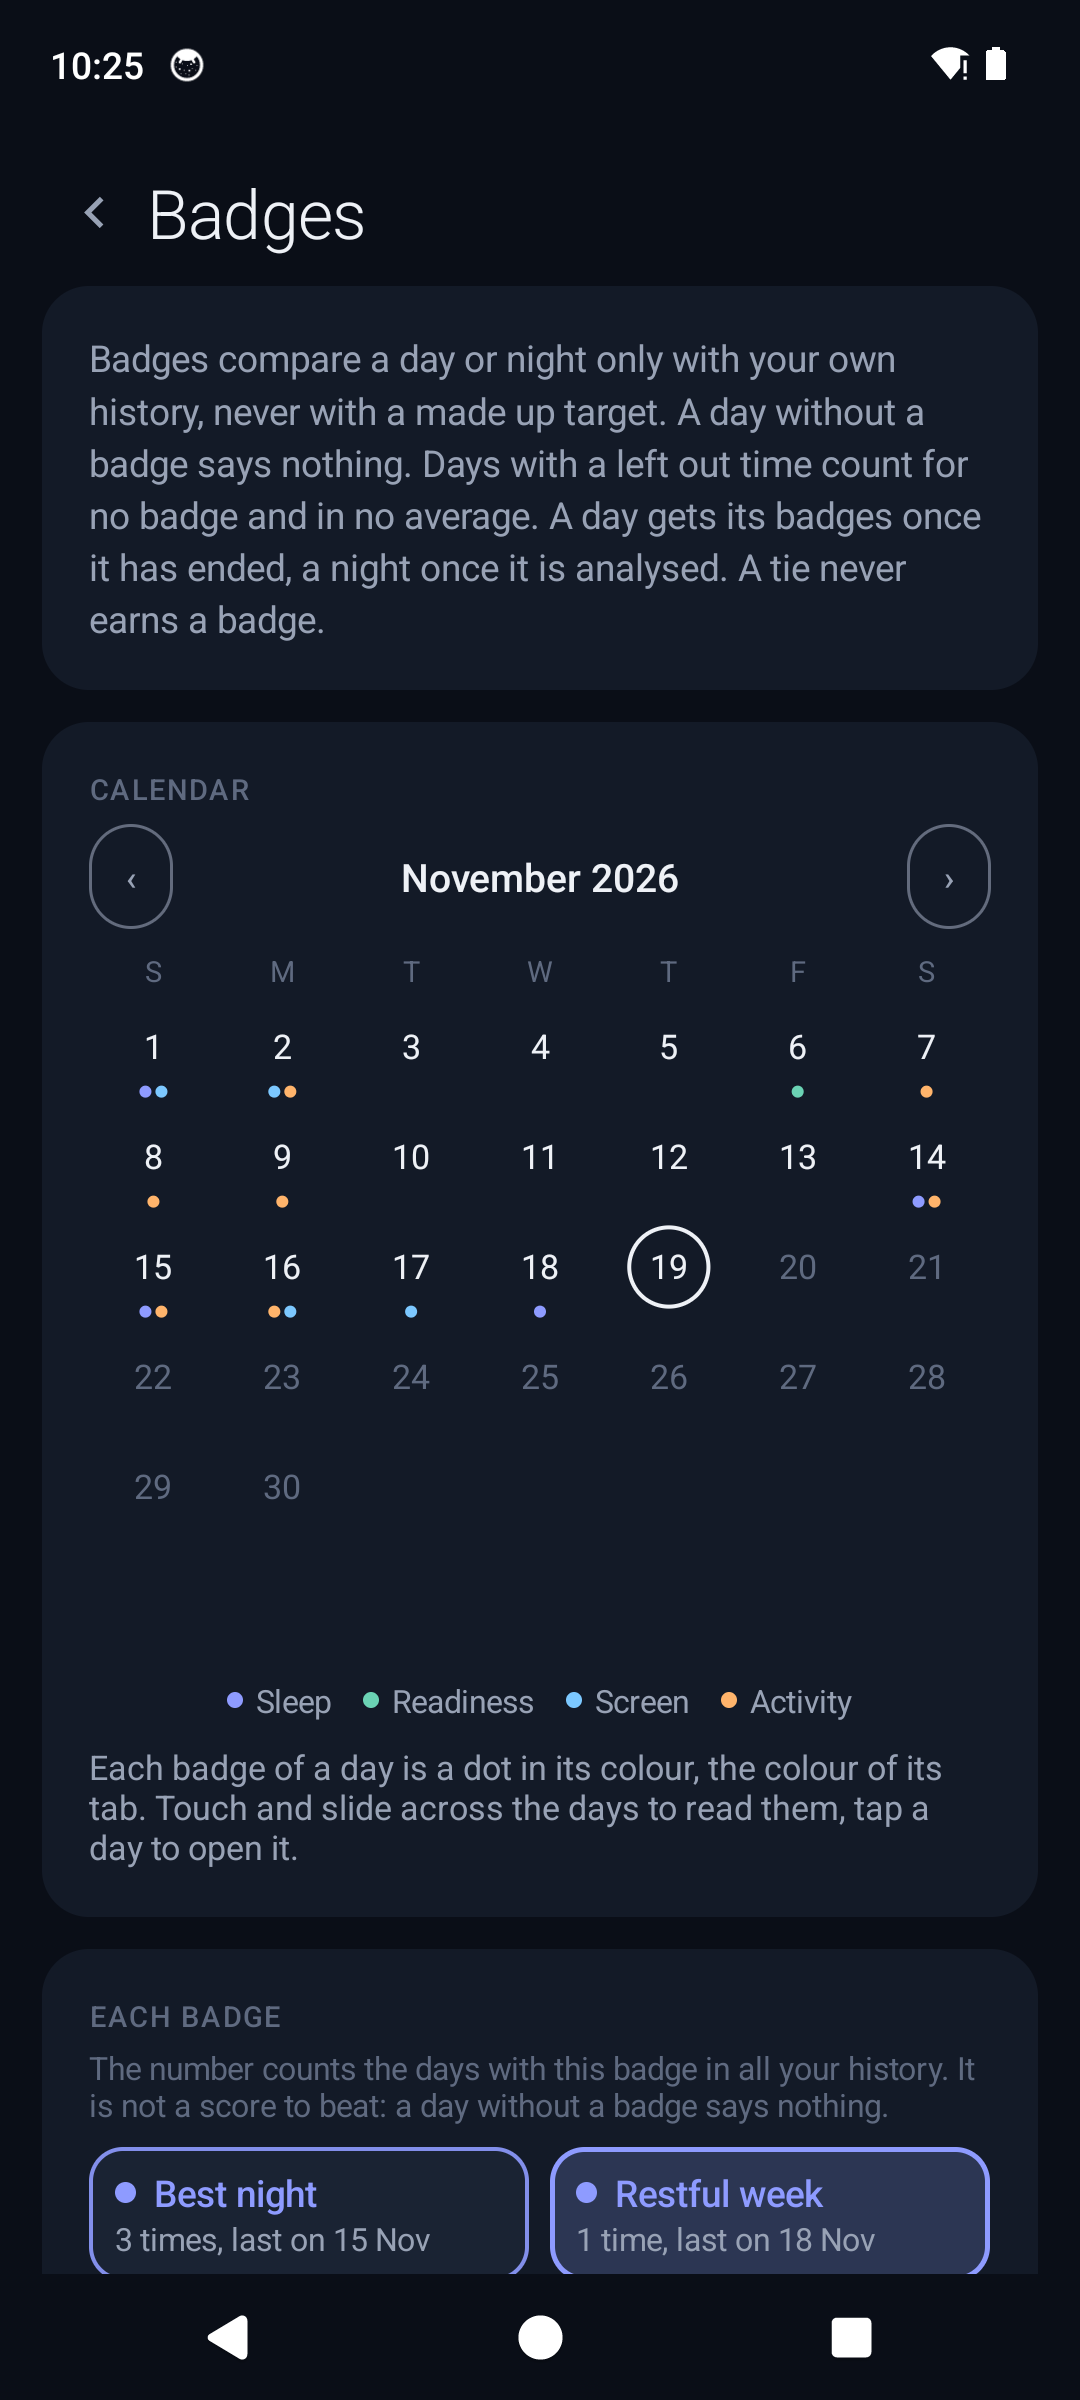 10:25
Badges
Badges compare a day or night only with your own
history, never with a made up target. A day without a
badge says nothing. Days with a left out time count for
no badge and in no average. A day gets its badges once
it has ended, a night once it is analysed. A tie never
earns a badge.
CALENDAR
‹ November 2026 ›
S M T W T F S
1 2 3 4 5 6 7
8 9 10 11 12 13 14
15 16 17 18 19 20 21
22 23 24 25 26 27 28
29 30
Sleep Readiness Screen Activity
Each badge of a day is a dot in its colour, the colour of its
tab. Touch and slide across the days to read them, tap a
day to open it.
EACH BADGE
The number counts the days with this badge in all your history. It
is not a score to beat: a day without a badge says nothing.
Best night Restful week
3 times, last on 15 Nov 1 time, last on 18 Nov